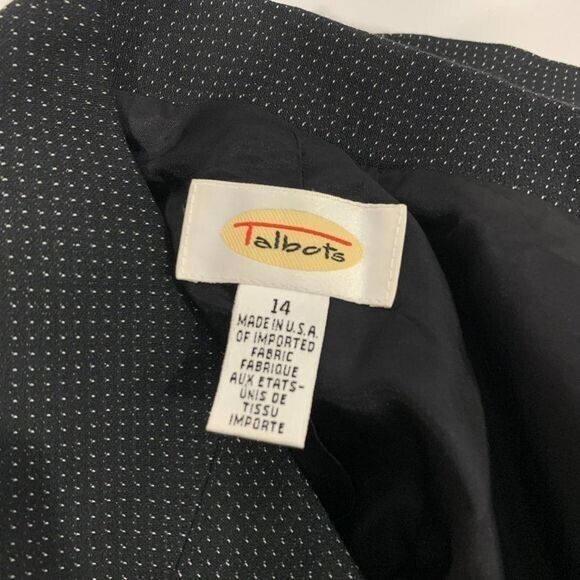 Talbots
14
MADE IN U.S.A.
OF IMPORTED
FABRIC
FABRIQUE
AUX ETATS-
UNIS DE
TISSU
IMPORTE